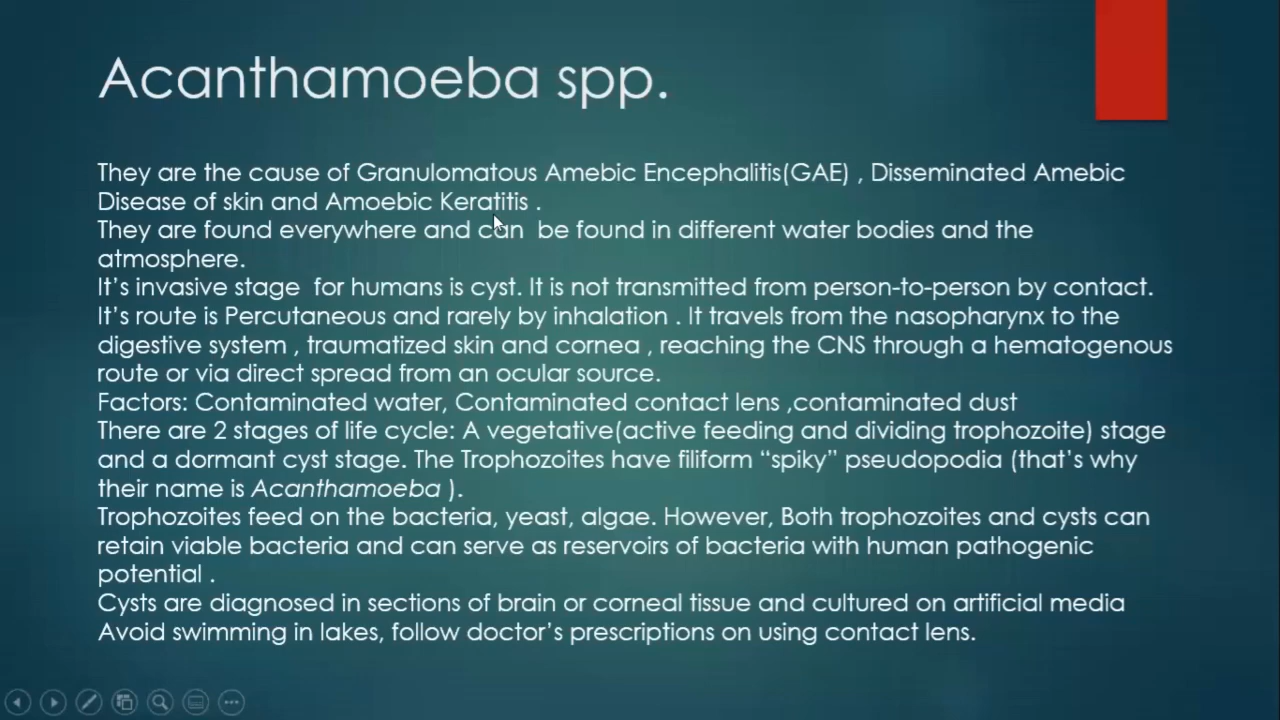 Acanthamoeba spp.
They are the cause of Granulomatous Amebic Encephalitis(GAE) , Disseminated Amebic
Disease of skin and Amoebic Keratitis .
They are found everywhere and can  be found in different water bodies and the
atmosphere.
It’s invasive stage  for humans is cyst. It is not transmitted from person-to-person by contact.
It’s route is Percutaneous and rarely by inhalation . It travels from the nasopharynx to the
digestive system , traumatized skin and cornea , reaching the CNS through a hematogenous
route or via direct spread from an ocular source.
Factors: Contaminated water, Contaminated contact lens ,contaminated dust
There are 2 stages of life cycle: A vegetative(active feeding and dividing trophozoite) stage
and a dormant cyst stage. The Trophozoites have filiform “spiky” pseudopodia (that’s why
their name is Acanthamoeba ).
Trophozoites feed on the bacteria, yeast, algae. However, Both trophozoites and cysts can
retain viable bacteria and can serve as reservoirs of bacteria with human pathogenic
potential .
Cysts are diagnosed in sections of brain or corneal tissue and cultured on artificial media
Avoid swimming in lakes, follow doctor’s prescriptions on using contact lens.